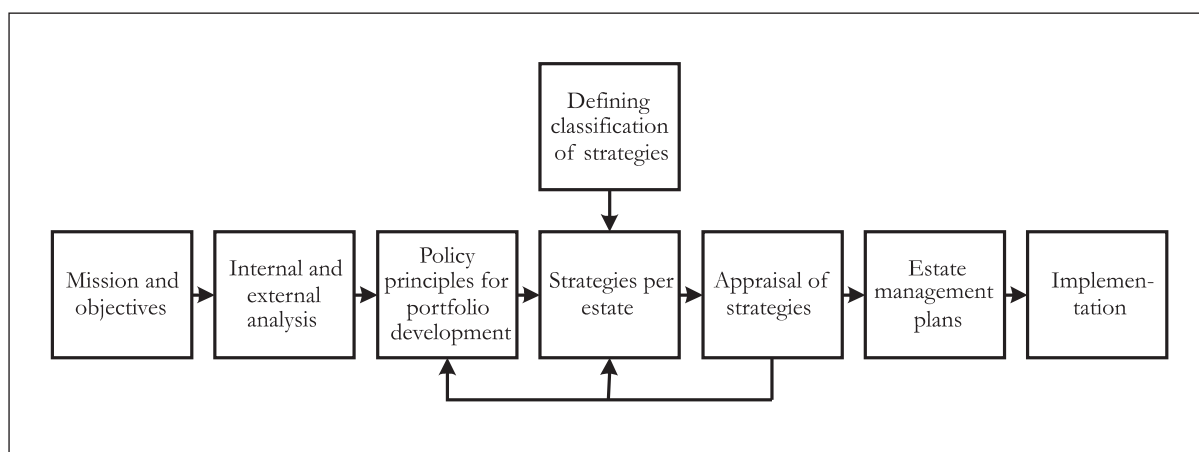 Defining
classification
of strategies
Mission and
objectives
Internal and
external
analysis
Policy
principles for
portfolio
development
Strategies per
estate
Appraisal of
strategies
Estate
management
plans
Implemen-
tation